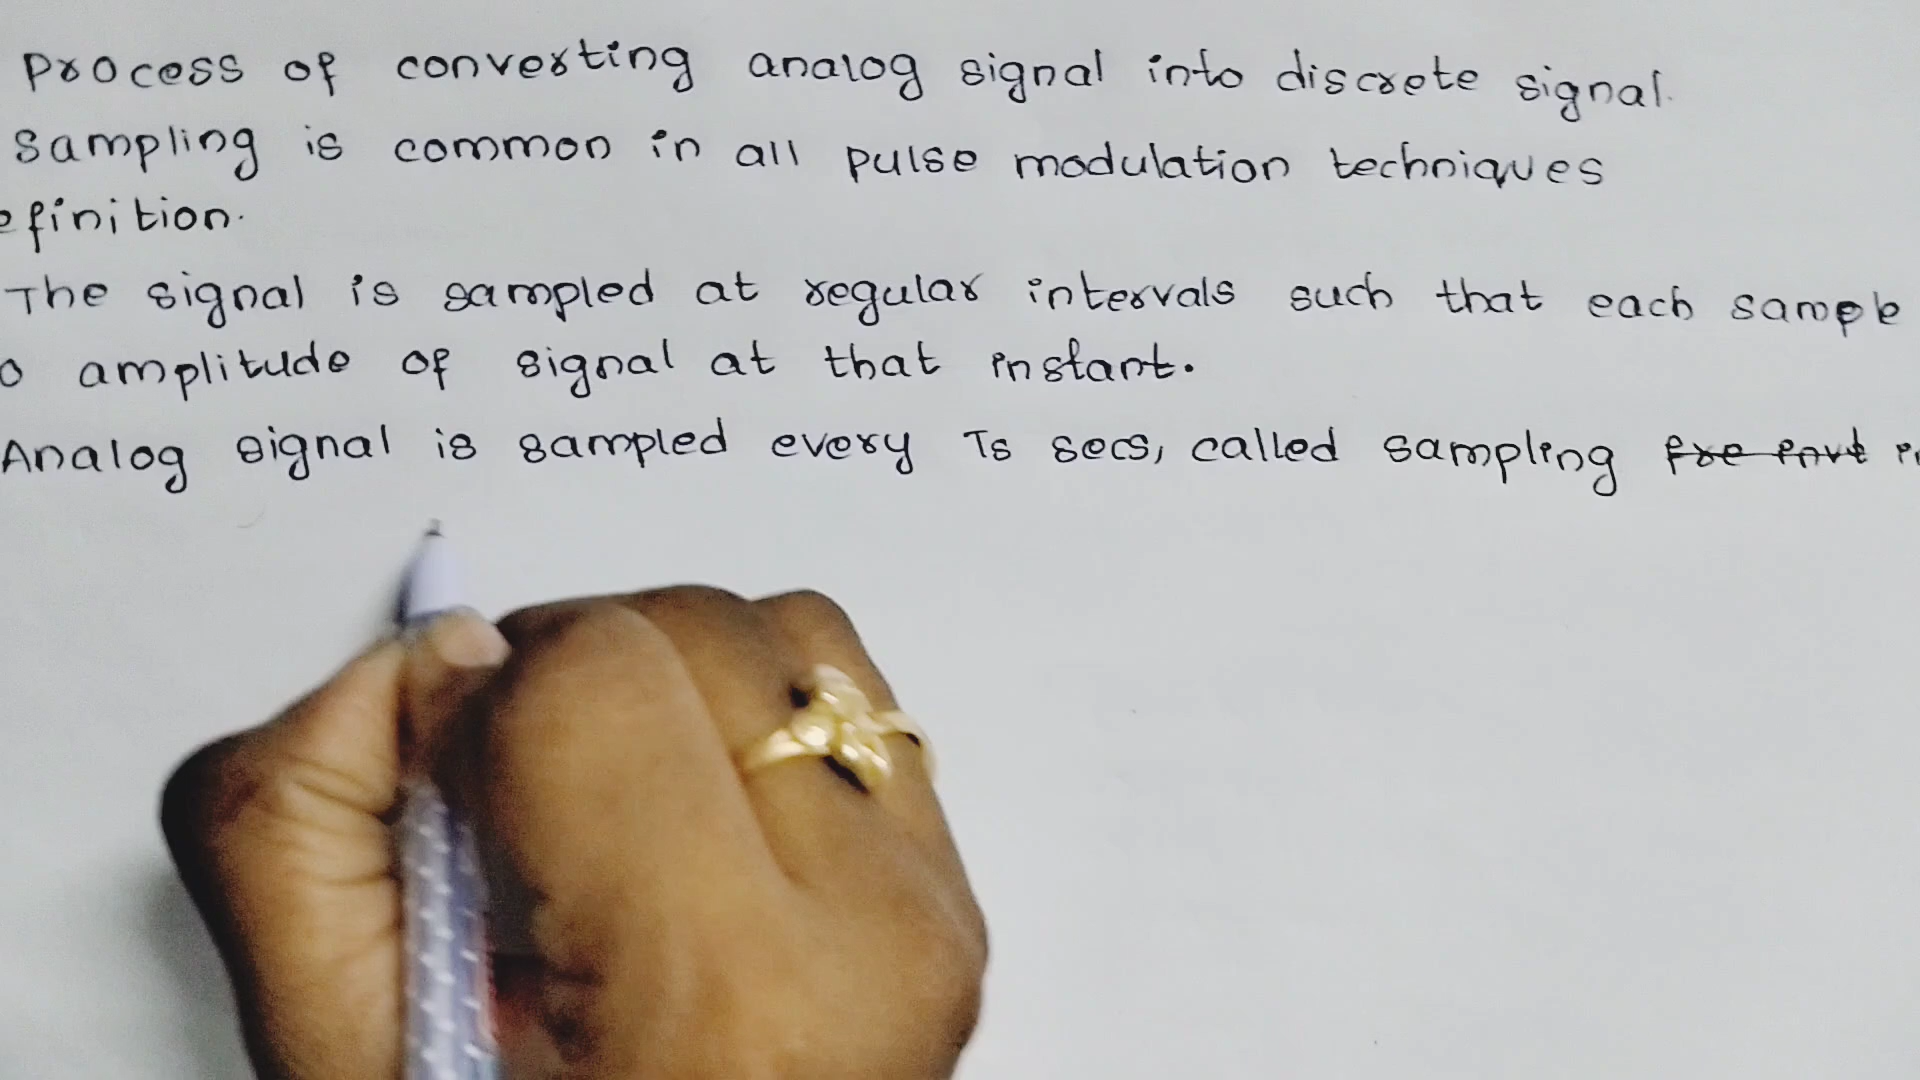 Process of converting analog signal into discrete signal.
Sampling is common in all pulse modulation techniques
efinition.
The signal is sampled at regular intervals such that each sample
o amplitude of signal at that instant.
Analog signal is sampled every Ts secs, called sampling